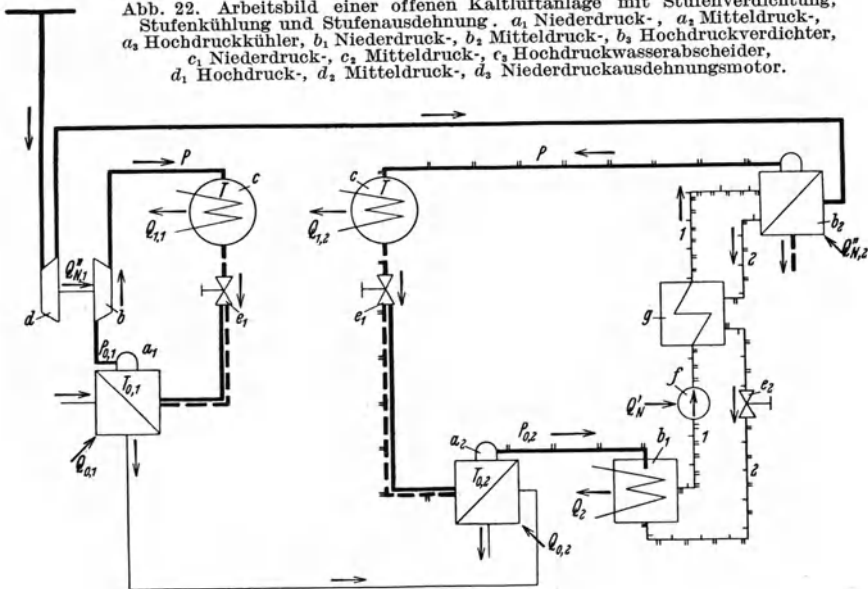 Abb. 22. Arbeitsbild einer offenen Kaltluftanlage mit Stufenverdichtung,
Stufenkühlung und Stufenausdehnung. a₁ Niederdruck-, a₂ Mitteldruck-,
a₃ Hochdruckkühler, b₁ Niederdruck-, b₂ Mitteldruck-, b₃ Hochdruckverdichter,
c₁ Niederdruck-, c₂ Mitteldruck-, c₃ Hochdruckwasserabscheider,
d₁ Hochdruck-, d₂ Mitteldruck-, d₃ Niederdruckausdehnungsmotor.
P
P
T c
c T
b₂
Q₁,₁
Q₁,₂
1
2
Q″N,₂
Q″N,₁
d
b
e₁
e₁
g
P₀,₁
a₁
T₀,₁
f
e₂
Q′N
1
2
Q₀,₁
a₂
P₀,₂
b₁
T₀,₂
Q₂
Q₀,₂